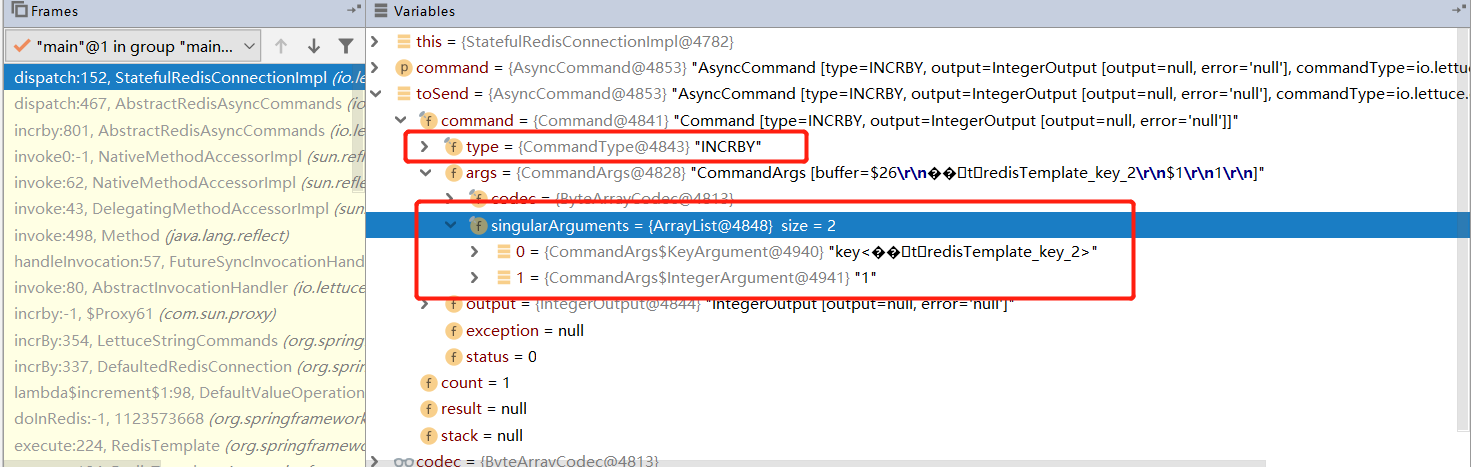 Frames
"main"@1 in group "main...
dispatch:152, StatefulRedisConnectionImpl (io.l
dispatch:467, AbstractRedisAsyncCommands (io
incrby:801, AbstractRedisAsyncCommands (io.l
invoke0:-1, NativeMethodAccessorImpl (sun.refl
invoke:62, NativeMethodAccessorImpl (sun.refle
invoke:43, DelegatingMethodAccessorImpl (sun
invoke:498, Method (java.lang.reflect)
handleInvocation:57, FutureSyncInvocationHand
invoke:80, AbstractInvocationHandler (io.lettuc
incrby:-1, $Proxy61 (com.sun.proxy)
incrBy:354, LettuceStringCommands (org.spring
incrBy:337, DefaultedRedisConnection (org.spri
lambda$increment$1:98, DefaultValueOperation
doInRedis:-1, 1123573668 (org.springframework
execute:224, RedisTemplate (org.springframewo
Variables
this = {StatefulRedisConnectionImpl@4782}
command = {AsyncCommand@4853} "AsyncCommand [type=INCRBY, output=IntegerOutput [output=null, error='null'], commandType=io.lettuc
toSend = {AsyncCommand@4853} "AsyncCommand [type=INCRBY, output=IntegerOutput [output=null, error='null'], commandType=io.lettuce.
command = {Command@4841} "Command [type=INCRBY, output=IntegerOutput [output=null, error='null']]"
type = {CommandType@4843} "INCRBY"
args = {CommandArgs@4828} "CommandArgs [buffer=$26\r\n��□t□redisTemplate_key_2\r\n$1\r\n1\r\n]"
codec = {ByteArrayCodec@4813}
singularArguments = {ArrayList@4848} size = 2
0 = {CommandArgs$KeyArgument@4940} "key<��□t□redisTemplate_key_2>"
1 = {CommandArgs$IntegerArgument@4941} "1"
output = {IntegerOutput@4844} "IntegerOutput [output=null, error='null']"
exception = null
status = 0
count = 1
result = null
stack = null
codec = {ByteArrayCodec@4813}